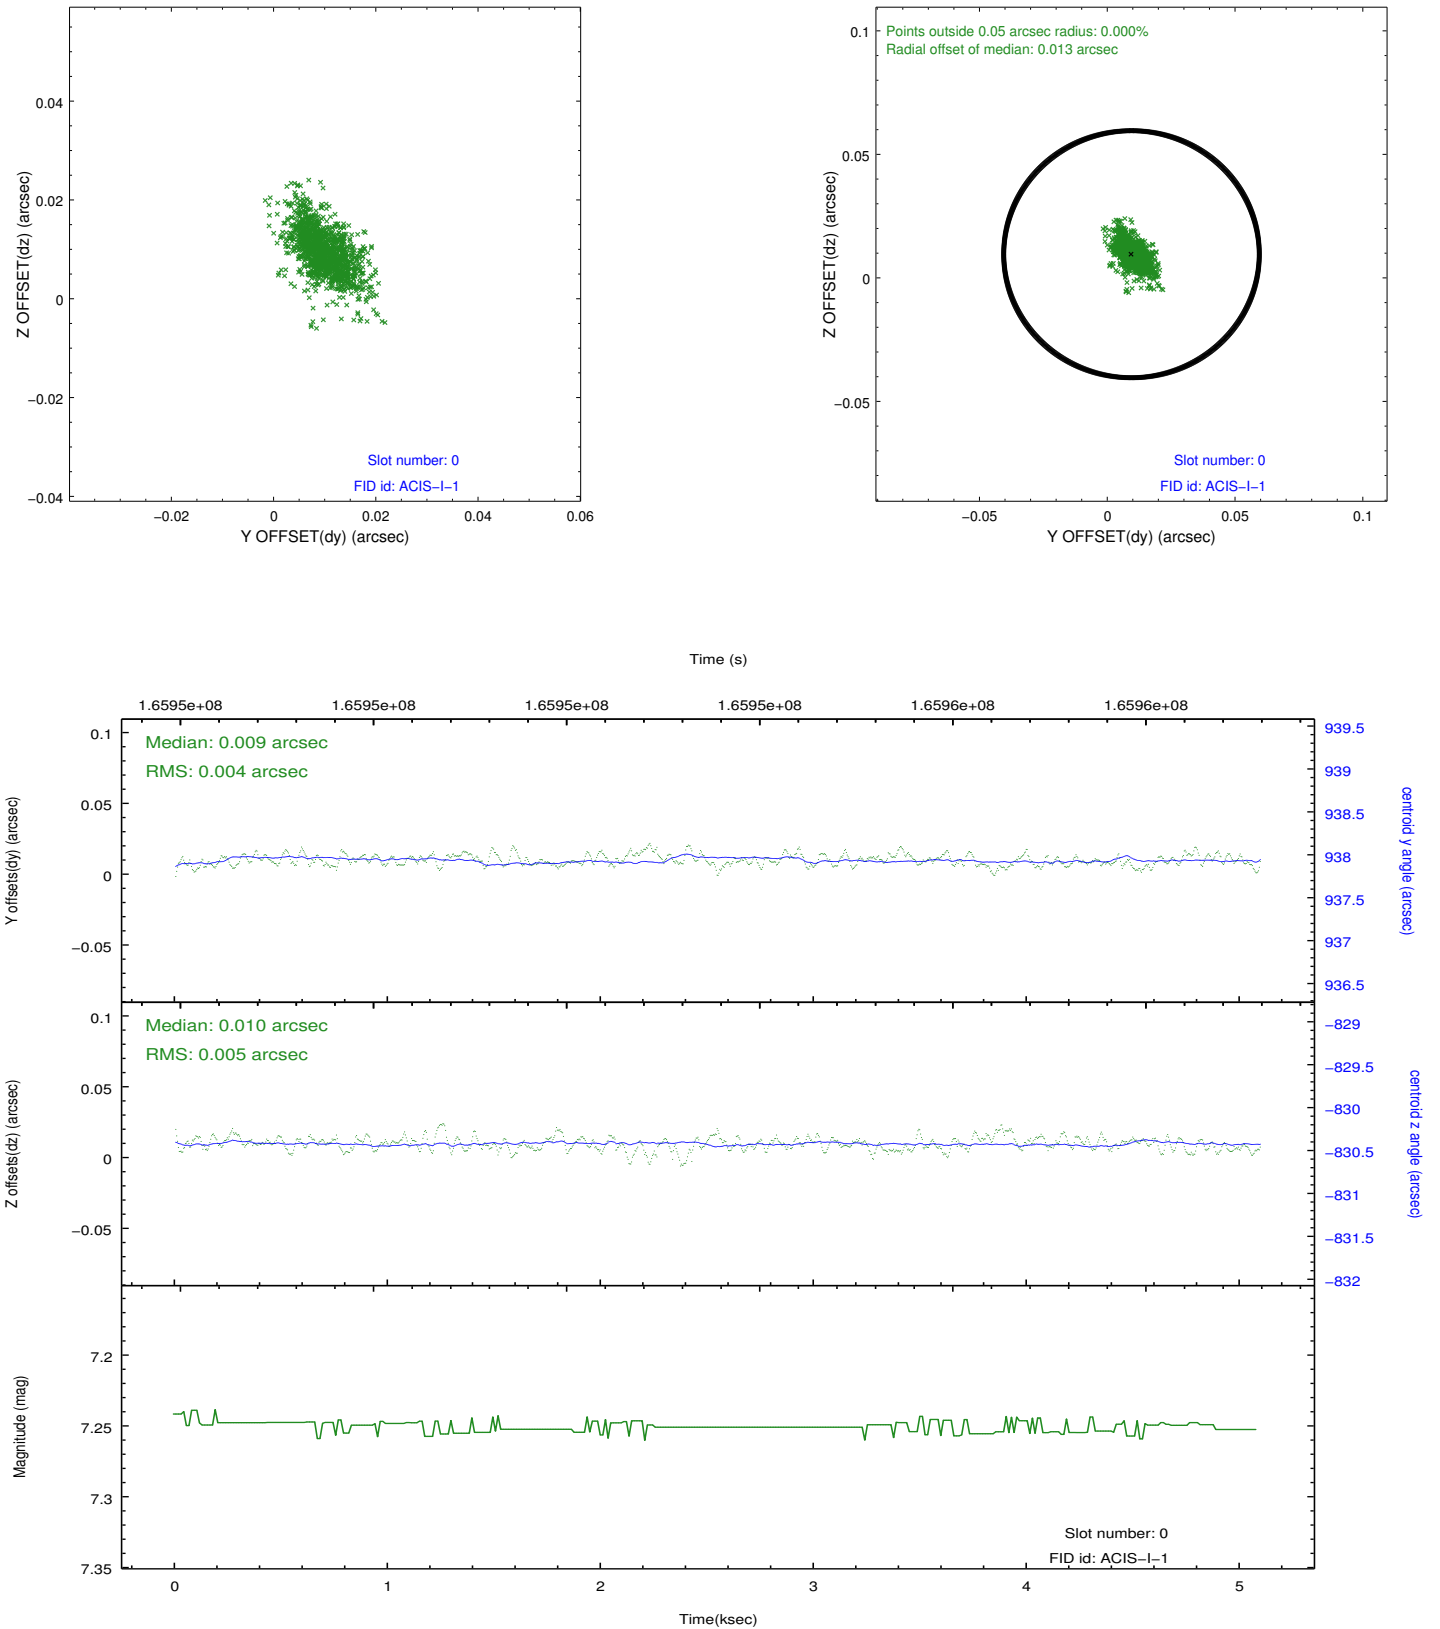 0.04
0.02
0
−0.02
−0.04
Z OFFSET(dz) (arcsec)
Slot number: 0
FID id: ACIS−I−1
−0.02 0 0.02 0.04 0.06
Y OFFSET(dy) (arcsec)
Points outside 0.05 arcsec radius: 0.000%
Radial offset of median: 0.013 arcsec
0.1
0.05
0
−0.05
Z OFFSET(dz) (arcsec)
Slot number: 0
FID id: ACIS−I−1
−0.05 0 0.05 0.1
Y OFFSET(dy) (arcsec)
Time (s)
1.6595e+08 1.6595e+08 1.6595e+08 1.6595e+08 1.6596e+08 1.6596e+08
Median: 0.009 arcsec
RMS: 0.004 arcsec
0.1
0.05
0
−0.05
Y offsets(dy) (arcsec)
939.5
939
938.5
938
937.5
937
936.5
centroid y angle (arcsec)
Median: 0.010 arcsec
RMS: 0.005 arcsec
0.1
0.05
0
−0.05
Z offsets(dz) (arcsec)
−829
−829.5
−830
−830.5
−831
−831.5
−832
centroid z angle (arcsec)
7.2
7.25
7.3
7.35
Magnitude (mag)
Slot number: 0
FID id: ACIS−I−1
0 1 2 3 4 5
Time(ksec)